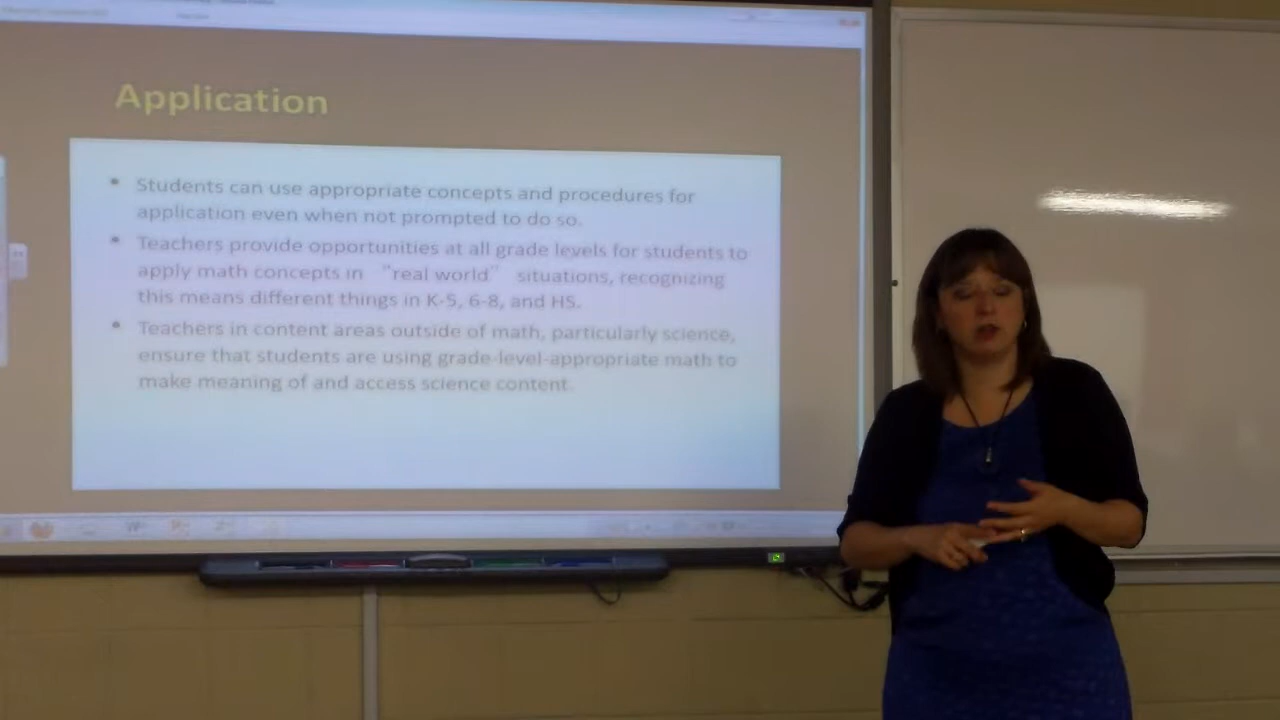 Application
• Students can use appropriate concepts and procedures for
application even when not prompted to do so.
• Teachers provide opportunities at all grade levels for students to
apply math concepts in "real world" situations, recognizing
this means different things in K-5, 6-8, and HS.
• Teachers in content areas outside of math, particularly science,
ensure that students are using grade-level-appropriate math to
make meaning of and access science content.